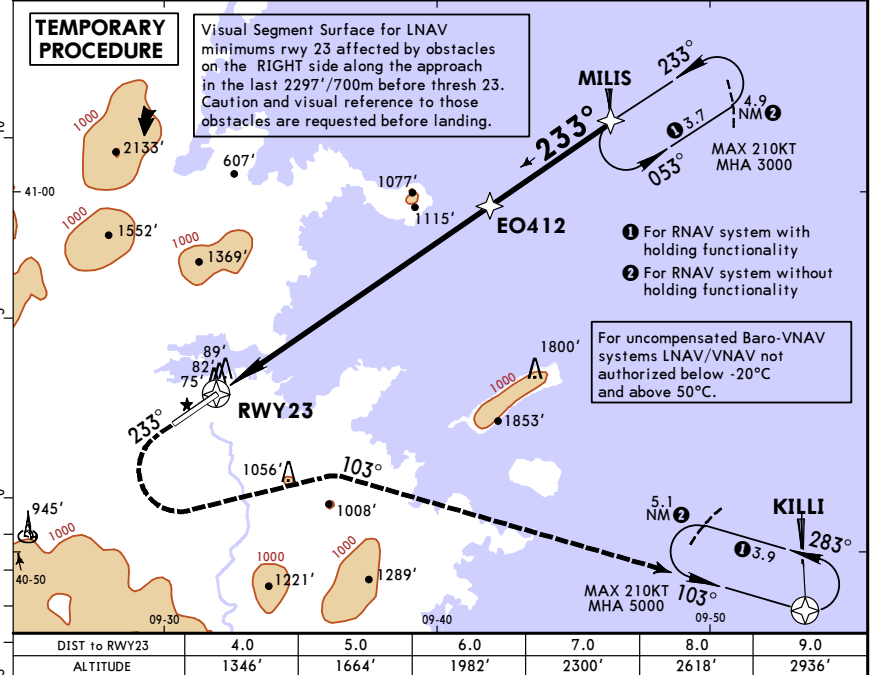 TEMPORARY
PROCEDURE
Visual Segment Surface for LNAV
minimums rwy 23 affected by obstacles
on the RIGHT side along the approach
in the last 2297'/700m before thresh 23.
Caution and visual reference to those
obstacles are requested before landing.
MILIS
233°
4.9
NM 2
1 3.7
053°
MAX 210KT
MHA 3000
233°
1000
2133'
607'
1077'
1115'
41-00
EO412
1000
1552'
1000
1369'
1 For RNAV system with
holding functionality
2 For RNAV system without
holding functionality
For uncompensated Baro-VNAV
systems LNAV/VNAV not
authorized below -20°C
and above 50°C.
1800'
1000
1853'
89'
82'
75'
RWY23
233°
1056'
103°
1008'
945'
1000
40-50
1000
1221'
1000
1289'
5.1
NM 2
KILLI
283°
1 3.9
MAX 210KT
MHA 5000
103°
09-30
09-40
09-50
DIST to RWY23 4.0 5.0 6.0 7.0 8.0 9.0
ALTITUDE 1346' 1664' 1982' 2300' 2618' 2936'